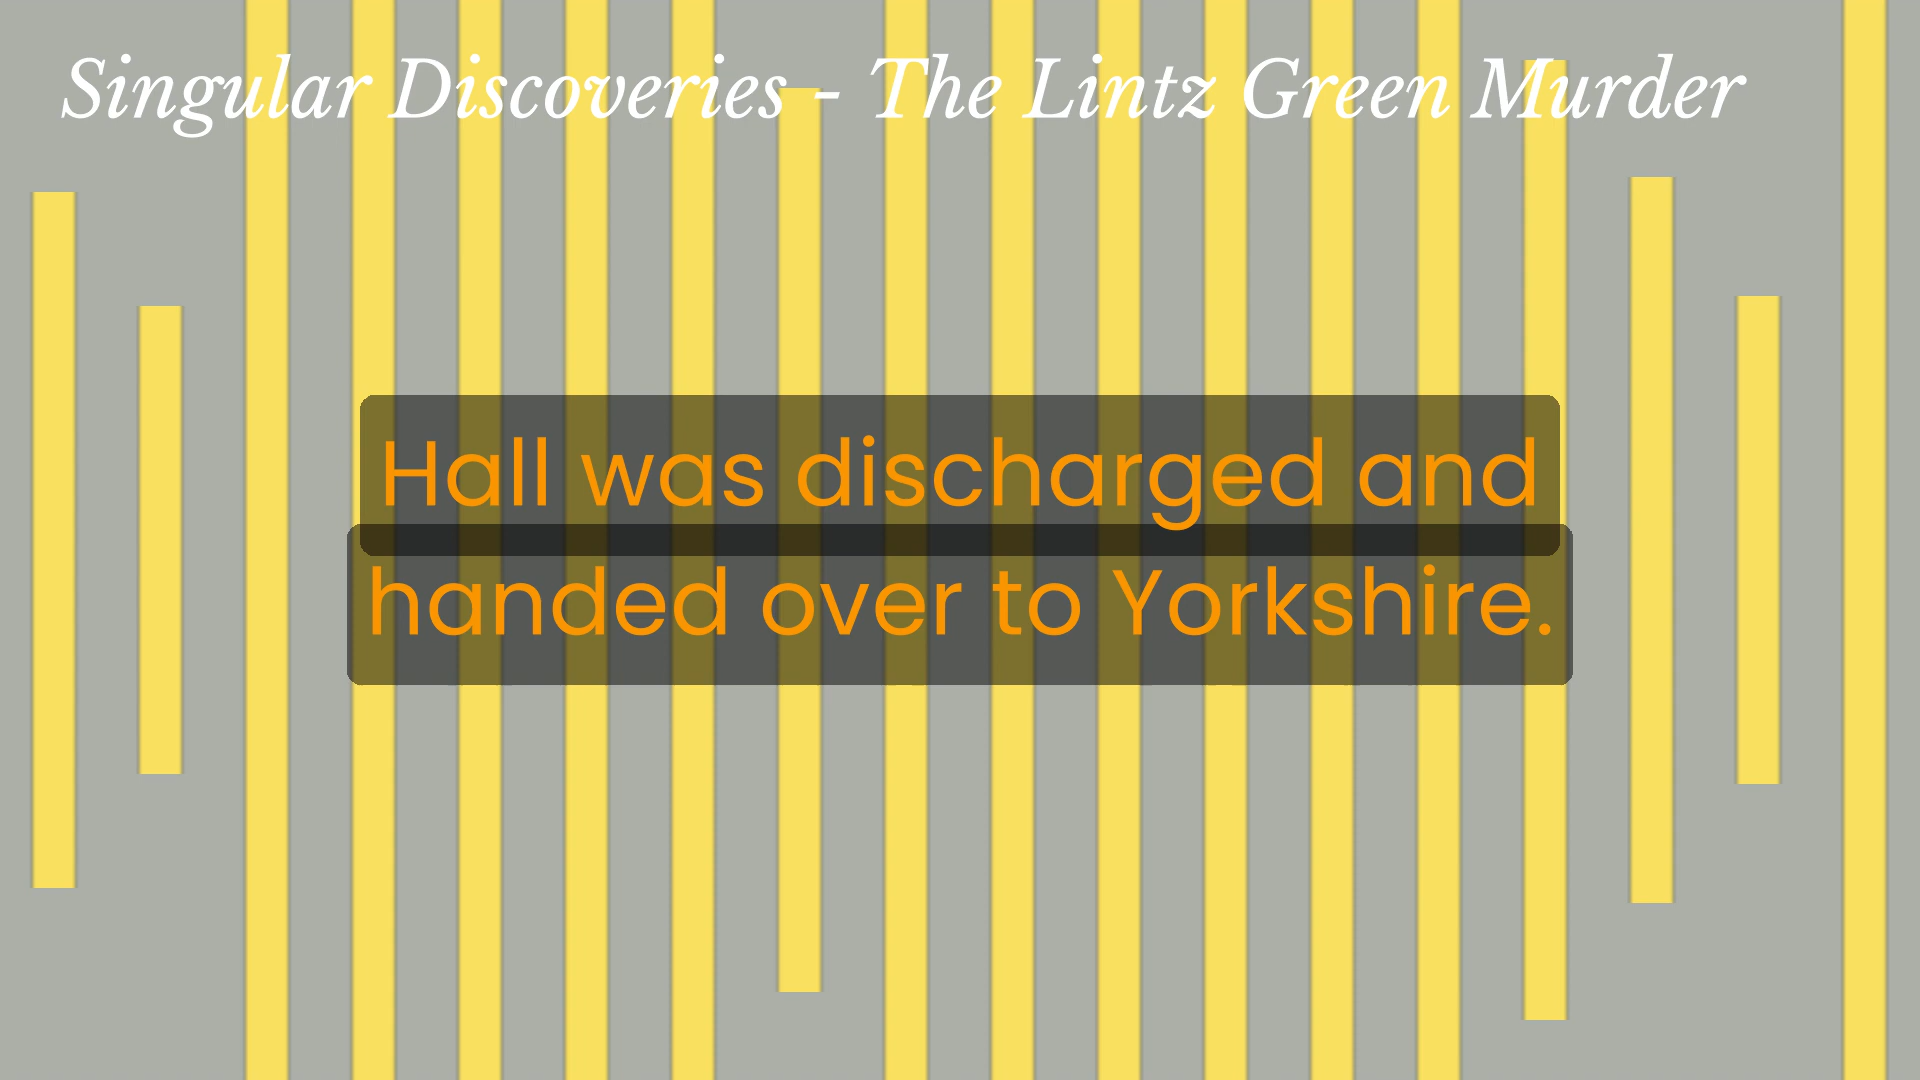 Singular Discoveries - The Lintz Green Murder
Hall was discharged and
handed over to Yorkshire.